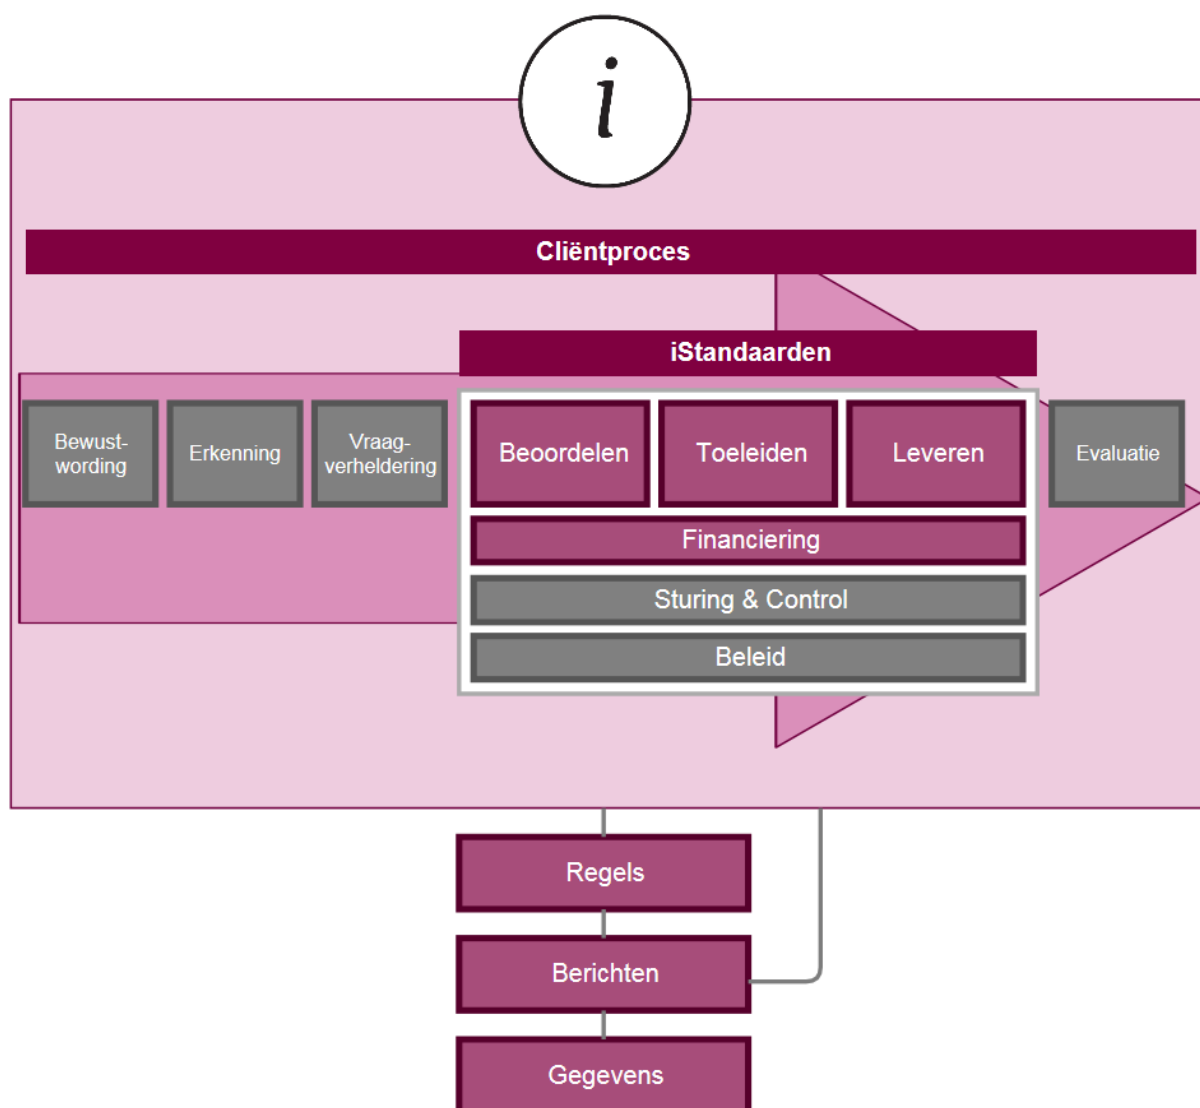 i
Cliëntproces
iStandaarden
Bewust-
wording
Erkenning
Vraag-
verheldering
Beoordelen
Toeleiden
Leveren
Evaluatie
Financiering
Sturing & Control
Beleid
Regels
Berichten
Gegevens